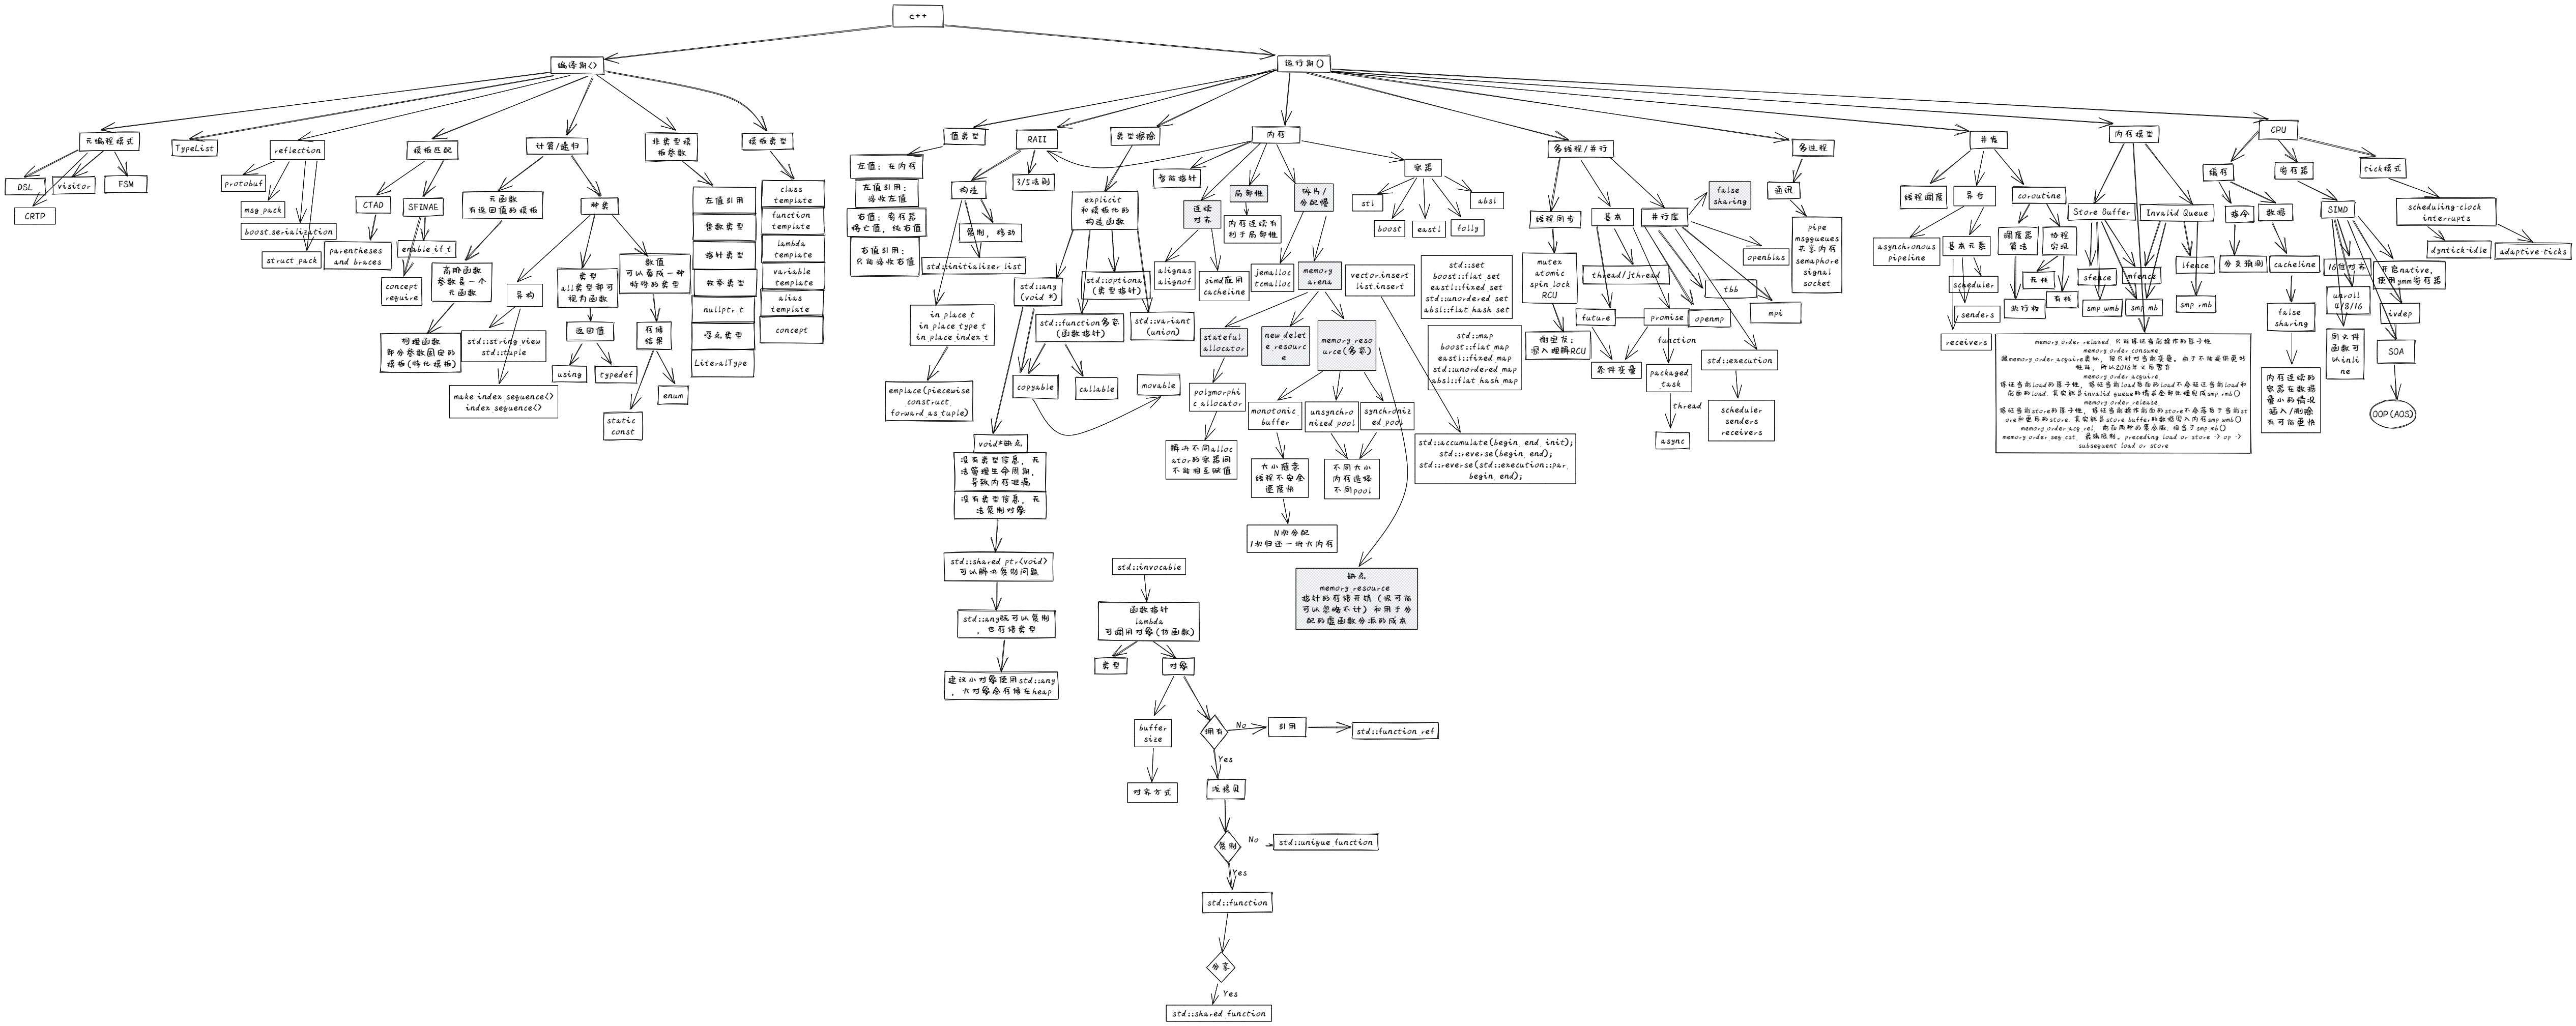 c++
编译期<>
运行期()
元编程模式
TypeList
reflection
模板匹配
计算/递归
非类型模
板参数
模板类型
值类型
RAII
类型擦除
内存
多线程/并行
多进程
并发
内存模型
CPU
DSL
visitor
FSM
CRTP
protobuf
msg pack
boost.serialization
struct pack
CTAD
SFINAE
parentheses
and braces
enable if t
concept
require
元函数
有返回值的模板
高阶函数
参数是一个
元函数
柯理函数
部分参数固定的
模板(特化模板)
种类
异构
std::string view
std::tuple
make index sequence<>
index sequence<>
类型
all类型都可
视为函数
返回值
using
typedef
数值
可以看成一种
特殊的类型
存储
结果
static
const
enum
左值引用
整数类型
指针类型
枚举类型
nullptr t
浮点类型
LiteralType
class
template
function
template
lambda
template
variable
template
alias
template
concept
左值：在内存
左值引用：
接收左值
右值：寄存器
将亡值，纯右值
右值引用：
只能接收右值
构造
3/5法则
复制，移动
std::initializer list
in place t
in place type t
in place index t
emplace(piecewise
construct,
forward as tuple)
explicit
和模板化的
构造函数
std::any
(void *)
std::optional
(类型指针)
std::function多态
(函数指针)
std::variant
(union)
copyable
callable
movable
void*缺点
没有类型信息，无
法管理生命周期，
导致内存泄漏
没有类型信息，无
法复制对象
std::shared ptr<void>
可以解决复制问题
std::any既可以复制
，也存储类型
建议小对象使用std::any
，大对象会存储在heap
智能指针
连续
对齐
alignas
alignof
simd应用
cacheline
局部性
内存连续有
利于局部性
碎片/
分配慢
jemalloc
tcmalloc
memory
arena
stateful
allocator
new delet
e resourc
e
memory reso
urce(多态)
polymorphi
c allocator
解决不同alloc
ator的容器间
不能相互赋值
monotonic
buffer
unsynchro
nized pool
synchroniz
ed pool
大小随意
线程不安全
速度快
不同大小
内存选择
不同pool
N次分配
1次归还一块大内存
缺点
memory resource
指针的存储开销（很可能
可以忽略不计）和用于分
配的虚函数分派的成本
容器
stl
boost
eastl
folly
absl
vector.insert
list.insert
std::set
boost::flat set
eastl::fixed set
std::unordered set
absl::flat hash set
std::map
boost::flat map
eastl::fixed map
std::unordered map
absl::flat hash map
std::accumulate(begin, end, init);
std::reverse(begin, end);
std::reverse(std::execution::par,
begin, end);
线程同步
mutex
atomic
spin lock
RCU
谢宝友：
深入理解RCU
基本
thread/jthread
future
promise
条件变量
function
packaged
task
thread
async
并行库
false
sharing
openblas
tbb
mpi
openmp
std::execution
scheduler
senders
receivers
通讯
pipe
msgqueues
共享内存
semaphore
signal
socket
线程调度
异步
coroutine
asynchronous
pipeline
基本元素
scheduler
senders
receivers
调度器
算法
执行权
协程
实现
无栈
有栈
Store Buffer
Invalid Queue
sfence
mfence
lfence
smp wmb
smp mb
smp rmb
memory order relaxed, 只能保证当前操作的原子性
memory order consume
跟memory order acquire类似，但只针对当前变量。由于不能提供更好
性能，所以2016年之后暂言
memory order acquire,
保证当前load的原子性, 保证当前load后面的load不会跃迁当前load和
前面的load, 其实就是invalid queue的请求全部处理完成smp rmb()
memory order release,
保证当前store的原子性, 保证当前操作前面的store不会落后于当前st
ore和更后的store, 其实就是store buffer的数据写入内存smp wmb()
memory order acq rel, 前面两种的复合版, 相当于smp mb()
memory order seq cst, 最强限制。preceding load or store -> op ->
subsequent load or store
缓存
寄存器
tick模式
指令
数据
分支预测
cacheline
false
sharing
内存连续的
容器在数据
量小的情况
插入/删除
有可能更快
SIMD
16位对齐
开启native,
使用ymm寄存器
unroll
4/8/16
ivdep
同文件
函数可
以inli
ne
SOA
OOP(AOS)
scheduling-clock
interrupts
dyntick-idle
adaptive-ticks
std::invocable
函数指针
lambda
可调用对象(仿函数)
类型
对象
buffer
size
对齐方式
拥有
No
引用
std::function ref
Yes
深拷贝
复制
No
std::unique function
Yes
std::function
分享
Yes
std::shared function